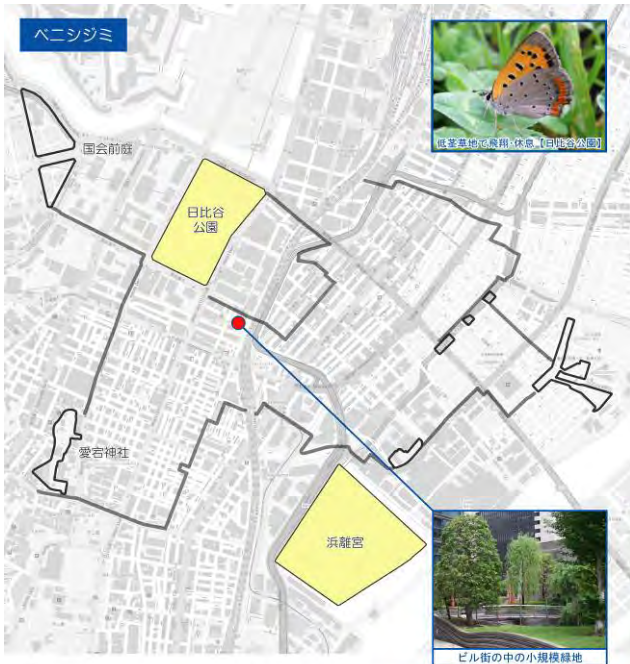 ベニシジミ
低茎草地で飛翔・休息【日比谷公園】
国会前庭
日比谷
公園
愛宕神社
浜離宮
ビル街の中の小規模緑地